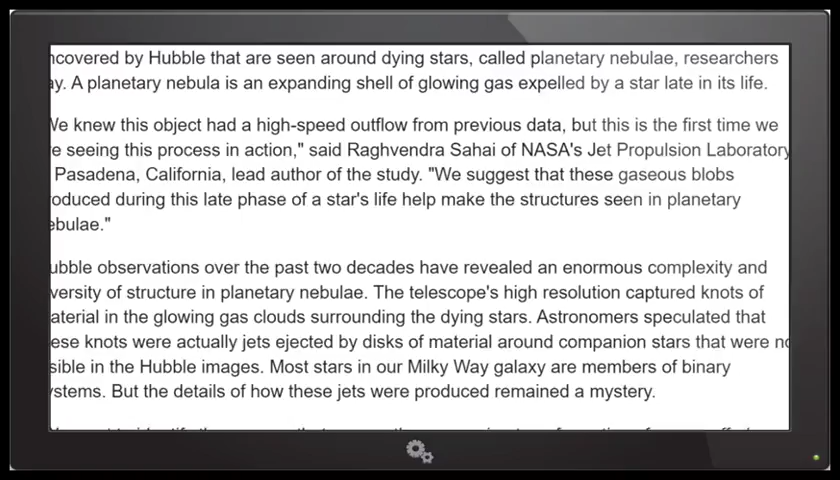 ncovered by Hubble that are seen around dying stars, called planetary nebulae, researchers
ay. A planetary nebula is an expanding shell of glowing gas expelled by a star late in its life.
We knew this object had a high-speed outflow from previous data, but this is the first time we
re seeing this process in action," said Raghvendra Sahai of NASA's Jet Propulsion Laboratory
Pasadena, California, lead author of the study. "We suggest that these gaseous blobs
roduced during this late phase of a star's life help make the structures seen in planetary
ebulae."
ubble observations over the past two decades have revealed an enormous complexity and
versity of structure in planetary nebulae. The telescope's high resolution captured knots of
aterial in the glowing gas clouds surrounding the dying stars. Astronomers speculated that
ese knots were actually jets ejected by disks of material around companion stars that were no
sible in the Hubble images. Most stars in our Milky Way galaxy are members of binary
ystems. But the details of how these jets were produced remained a mystery.